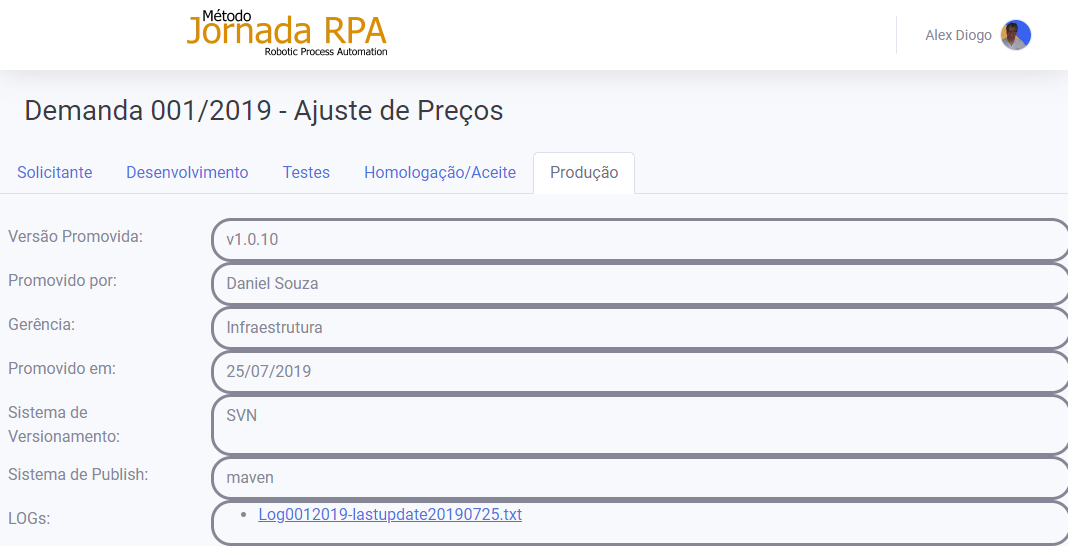 Método
Jornada RPA
Robotic Process Automation
Alex Diogo
Demanda 001/2019 - Ajuste de Preços
Solicitante Desenvolvimento Testes Homologação/Aceite Produção
Versão Promovida: v1.0.10
Promovido por: Daniel Souza
Gerência: Infraestrutura
Promovido em: 25/07/2019
Sistema de SVN
Versionamento:
Sistema de Publish: maven
LOGs: • Log0012019-lastupdate20190725.txt